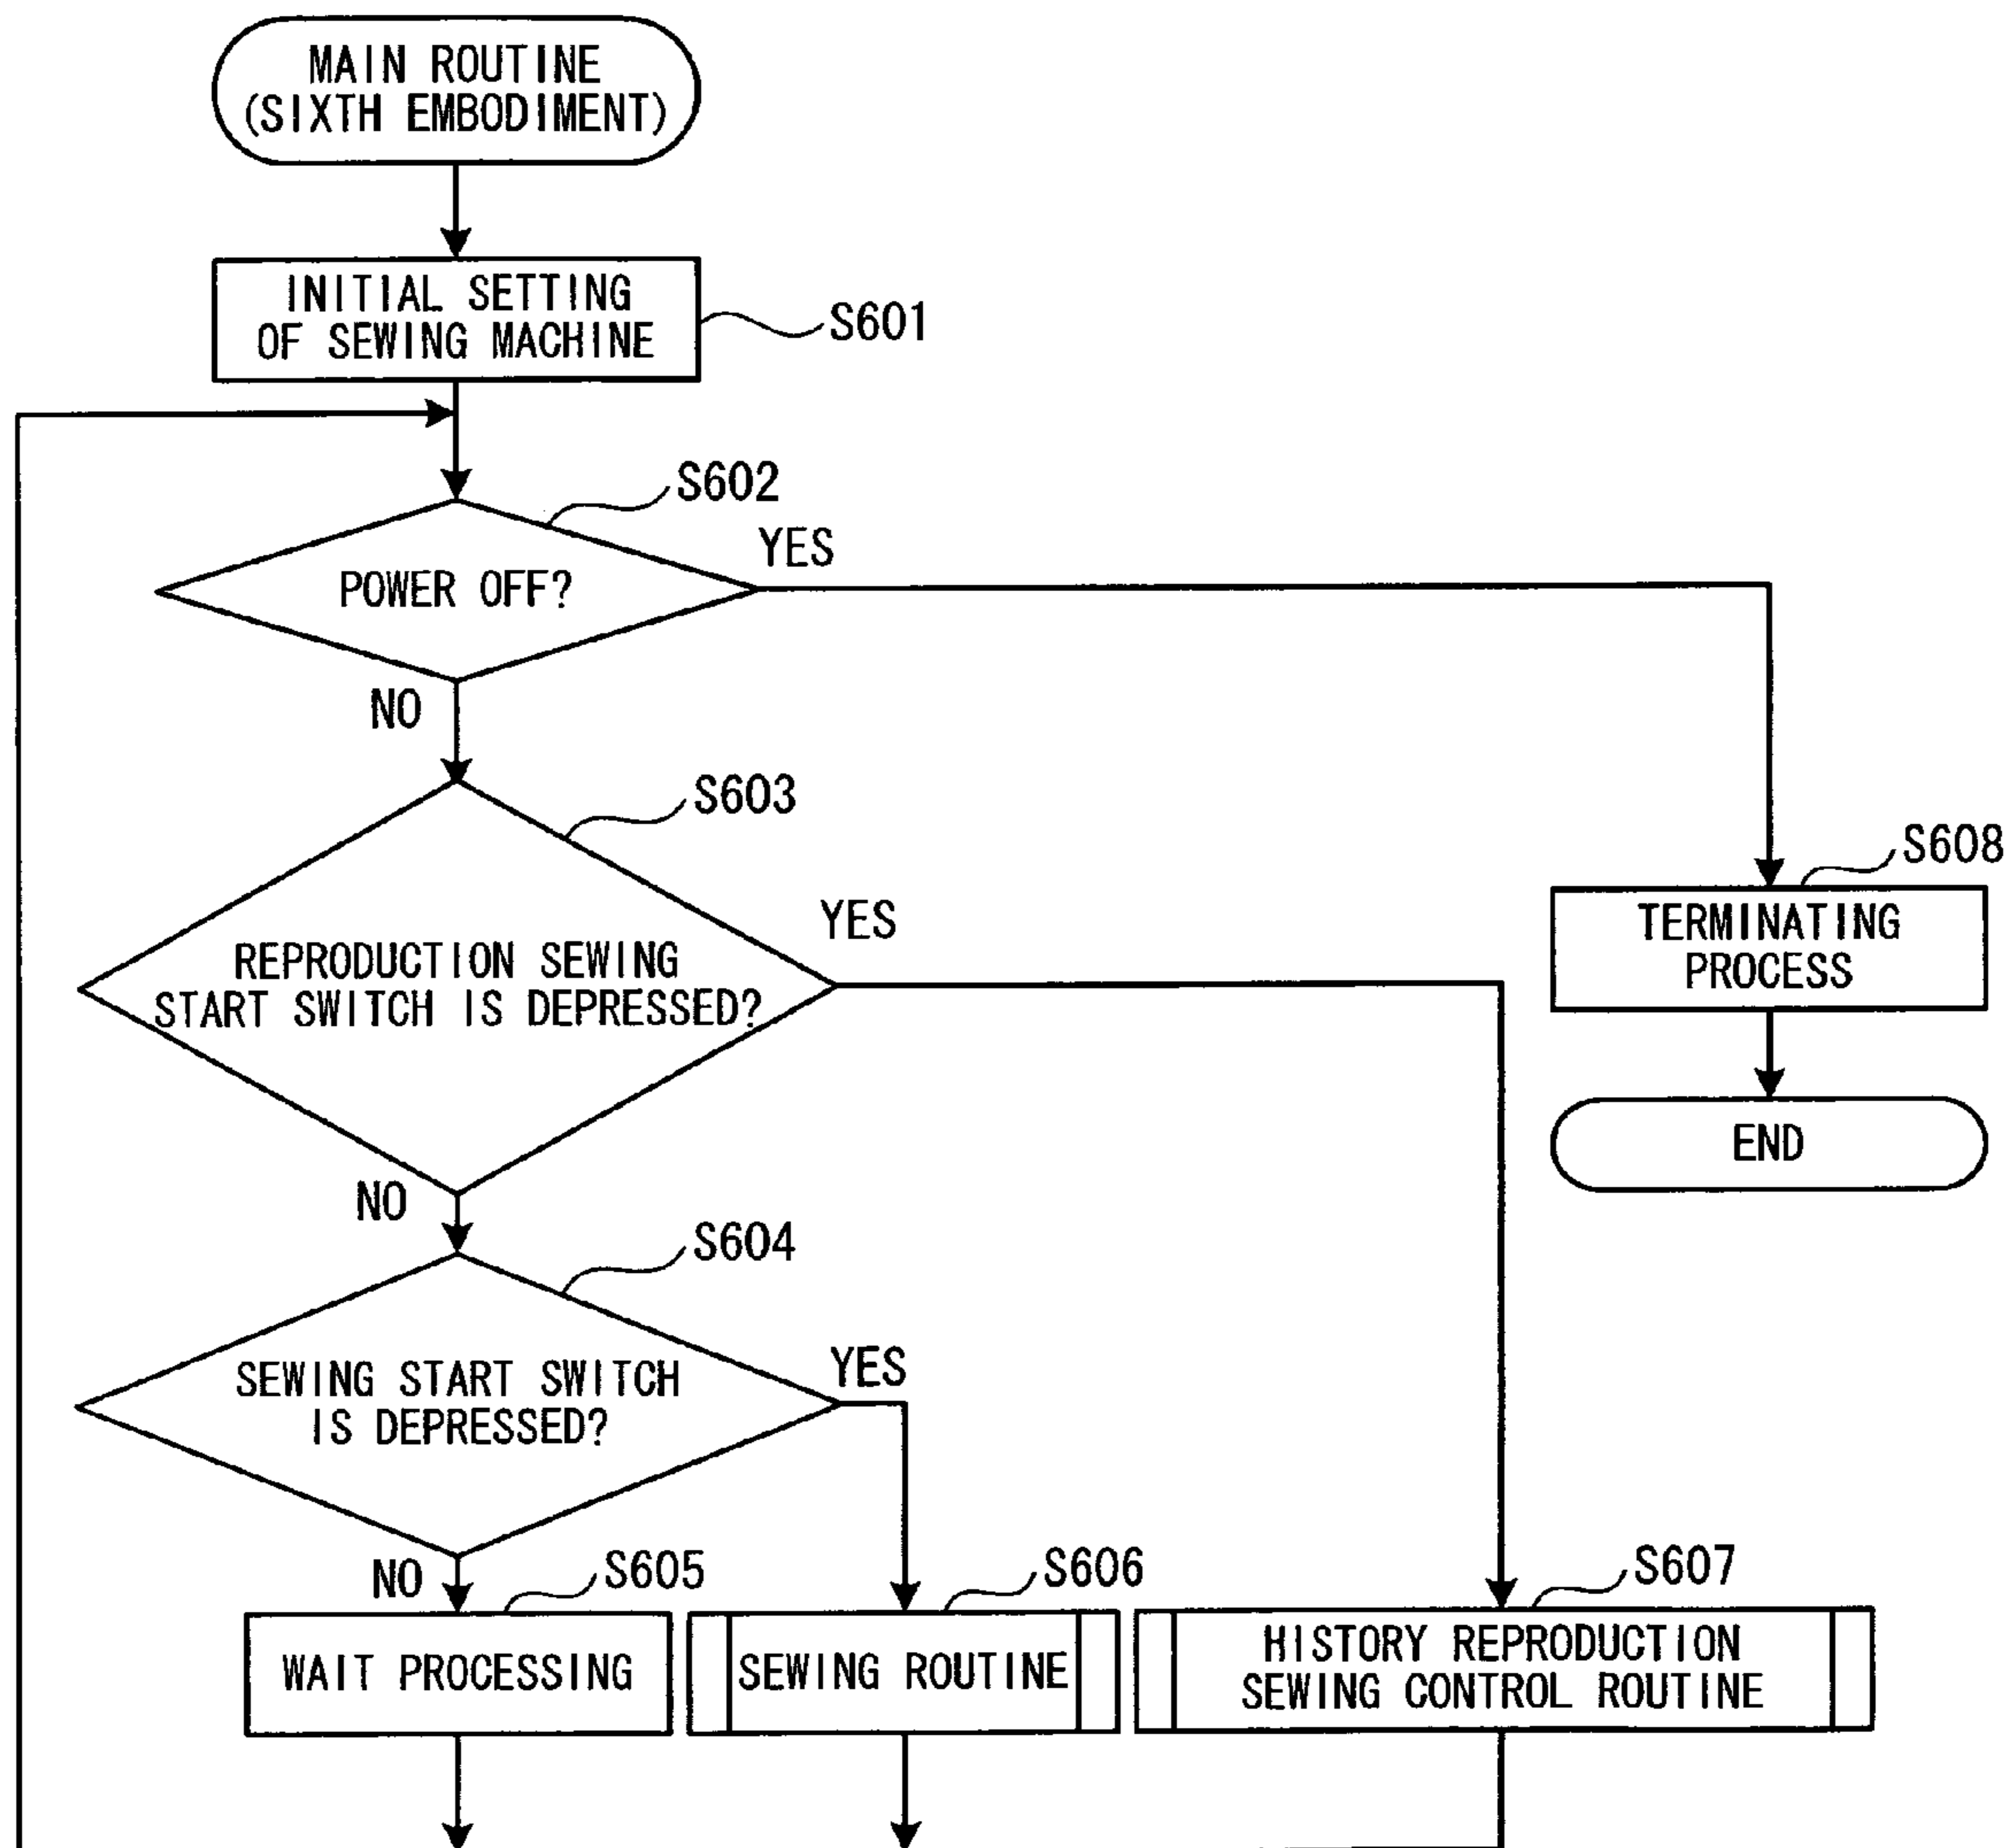 MAIN ROUTINE
(SIXTH EMBODIMENT)
INITIAL SETTING
OF SEWING MACHINE
S601
S602
POWER OFF?
YES
NO
S603
REPRODUCTION SEWING
START SWITCH IS DEPRESSED?
YES
NO
S608
TERMINATING
PROCESS
END
S604
SEWING START SWITCH
IS DEPRESSED?
YES
NO
S605
WAIT PROCESSING
S606
SEWING ROUTINE
S607
HISTORY REPRODUCTION
SEWING CONTROL ROUTINE